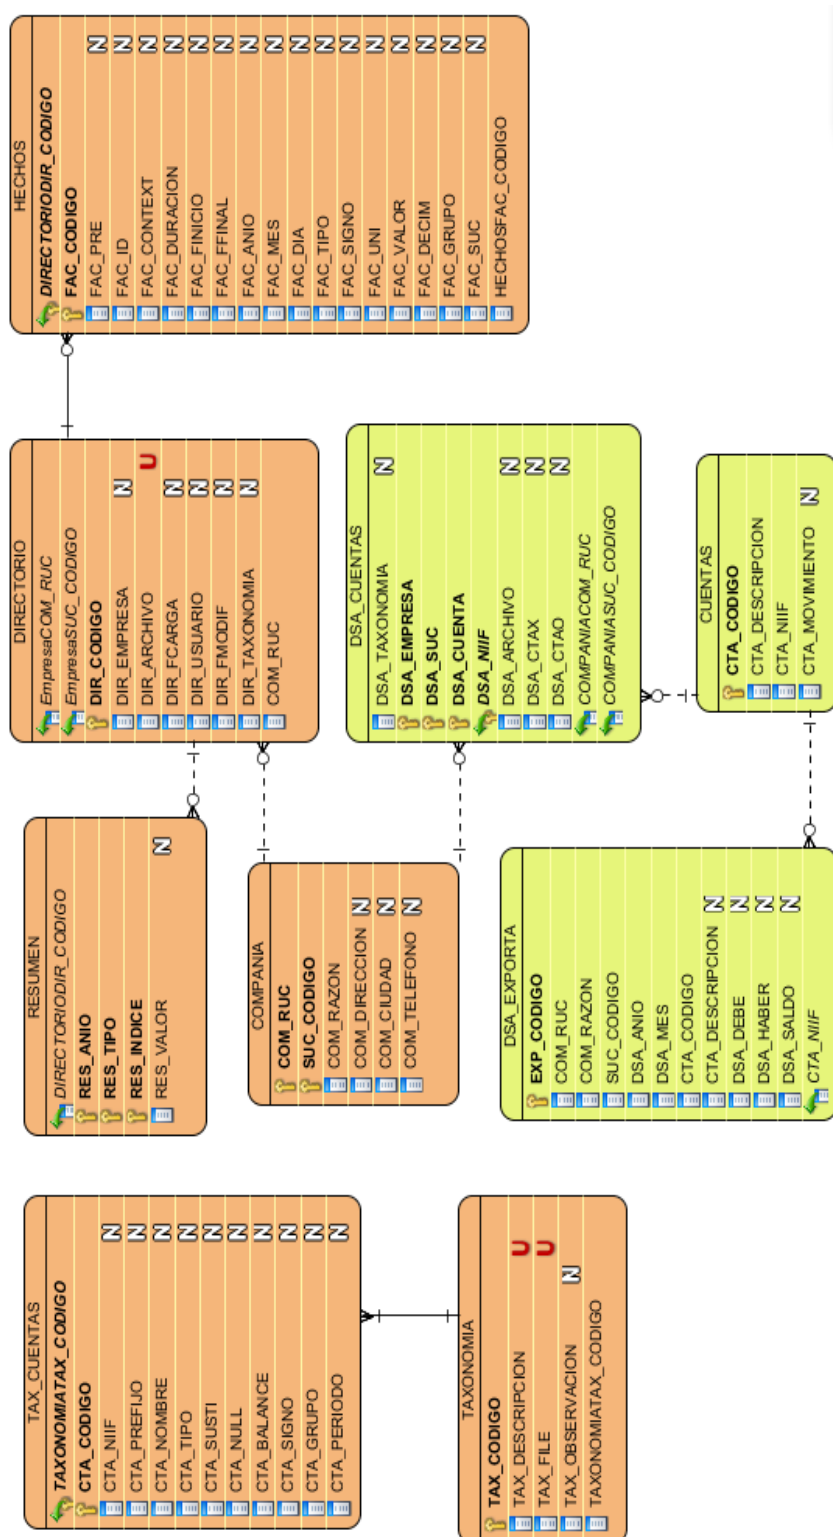 TAX_CUENTAS
TAXONOMIATAX_CODIGO
CTA_CODIGO
CTA_NIIF N
CTA_PREFIJO N
CTA_NOMBRE N
CTA_TIPO N
CTA_SUSTI N
CTA_NULL N
CTA_BALANCE N
CTA_SIGNO N
CTA_GRUPO N
CTA_PERIODO N
TAXONOMIA
TAX_CODIGO
TAX_DESCRIPCION U
TAX_FILE U
TAX_OBSERVACION N
TAXONOMIATAX_CODIGO
RESUMEN
DIRECTORIODIR_CODIGO
RES_ANIO
RES_TIPO
RES_INDICE
RES_VALOR N
COMPANIA
COM_RUC
SUC_CODIGO
COM_RAZON
COM_DIRECCION N
COM_CIUDAD N
COM_TELEFONO N
DSA_EXPORTA
EXP_CODIGO
COM_RUC
COM_RAZON
SUC_CODIGO
DSA_ANIO
DSA_MES
CTA_CODIGO
CTA_DESCRIPCION N
DSA_DEBE N
DSA_HABER N
DSA_SALDO N
CTA_NIIF
DIRECTORIO
EmpresaCOM_RUC
EmpresaSUC_CODIGO
DIR_CODIGO
DIR_EMPRESA N
DIR_ARCHIVO U
DIR_FCARGA N
DIR_USUARIO N
DIR_FMODIF N
DIR_TAXONOMIA N
COM_RUC
DSA_CUENTAS
DSA_TAXONOMIA N
DSA_EMPRESA
DSA_SUC
DSA_CUENTA
DSA_NIIF
DSA_ARCHIVO N
DSA_CTAX N
DSA_CTAO N
COMPANIACOM_RUC
COMPANIASUC_CODIGO
CUENTAS
CTA_CODIGO
CTA_DESCRIPCION
CTA_NIIF
CTA_MOVIMIENTO N
HECHOS
DIRECTORIODIR_CODIGO
FAC_CODIGO
FAC_PRE N
FAC_ID N
FAC_CONTEXT N
FAC_DURACION N
FAC_FINICIO N
FAC_FFINAL N
FAC_ANIO N
FAC_MES N
FAC_DIA N
FAC_TIPO N
FAC_SIGNO N
FAC_UNI N
FAC_VALOR N
FAC_DECIM N
FAC_GRUPO N
FAC_SUC N
HECHOSFAC_CODIGO